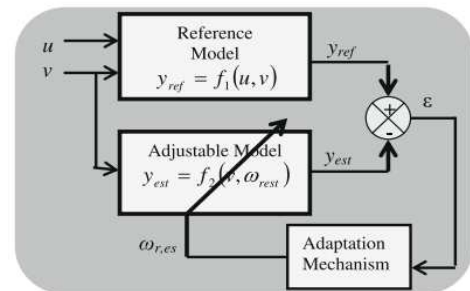 u
v
Reference
Model
y_ref = f_1(u, v)
y_ref
+
-
ε
Adjustable Model
y_est = f_2(v, ω_rest)
y_est
ω_r,es
Adaptation
Mechanism